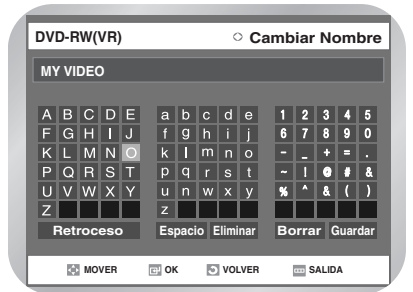 DVD-RW(VR) Cambiar Nombre
MY VIDEO
A B C D E a b c d e 1 2 3 4 5
F G H I J f g h i j 6 7 8 9 0
K L M N O k l m n o - _ + = .
P Q R S T p q r s t ~ ! @ # &
U V W X Y u n w x y % ^ & ( )
Z z
Retroceso Espacio Eliminar Borrar Guardar
MOVER OK VOLVER SALIDA